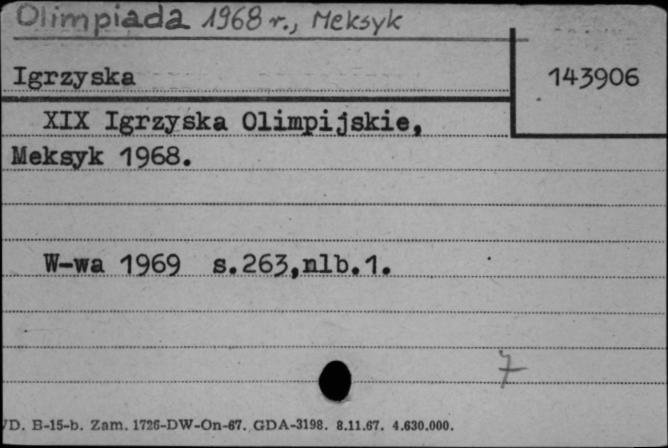 Olimpiada 1968 r., Meksyk
Igrzyska
143906
XIX Igrzyska Olimpijskie,
Meksyk 1968.
W-wa 1969 s.263,nlb.1.
7
/D. B-15-b. Zam. 1726-DW-On-67. GDA-3198. 8.11.67. 4.630.000.